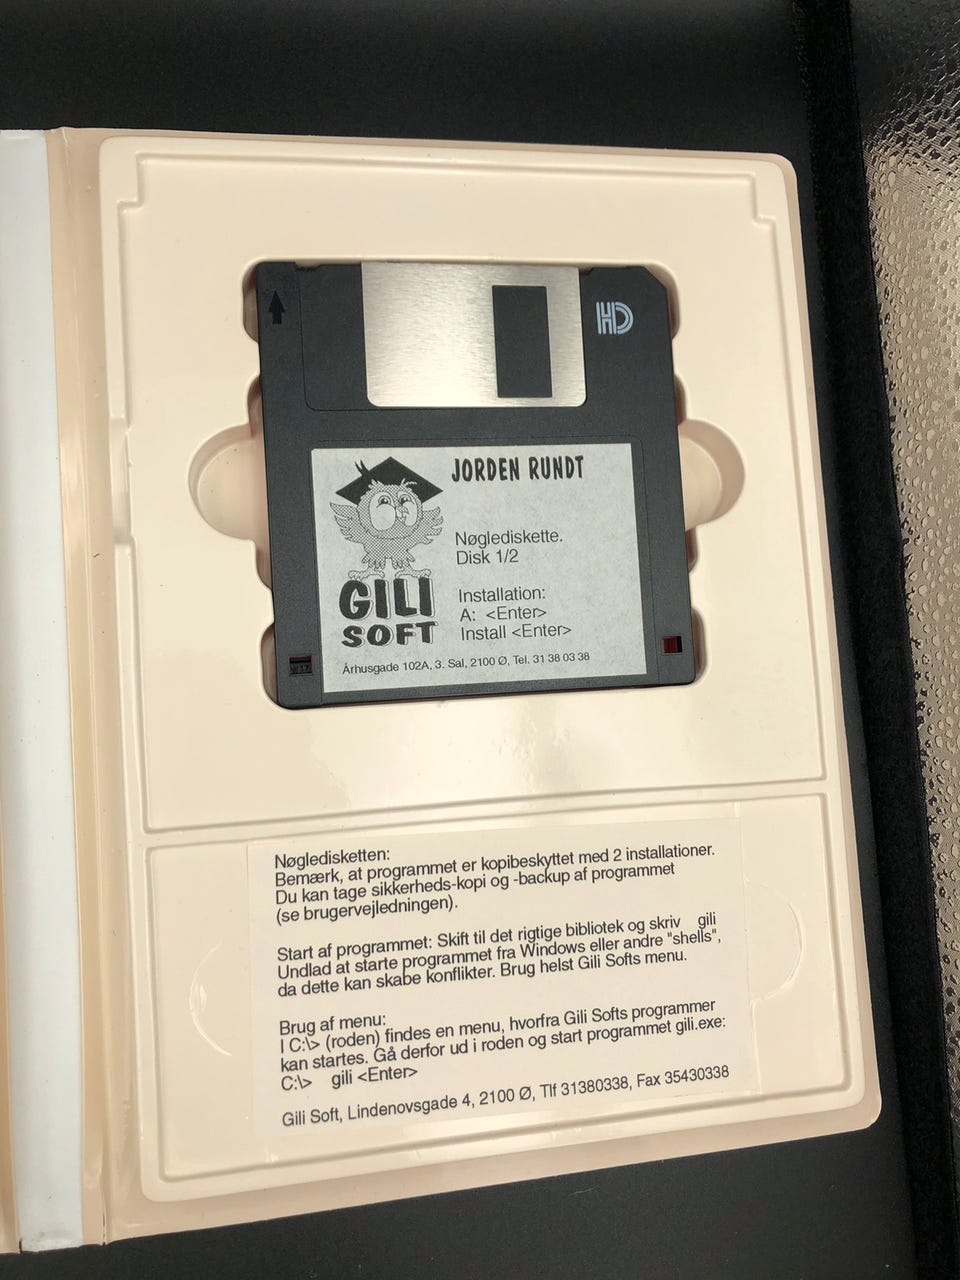 HD
JORDEN RUNDT
Nøglediskette.
Disk 1/2
Installation:
A: <Enter>
Install <Enter>
GILI
SOFT
Århusgade 102A, 3. Sal, 2100 Ø, Tel. 31 38 03 38
Nøgledisketten:
Bemærk, at programmet er kopibeskyttet med 2 installationer.
Du kan tage sikkerheds-kopi og -backup af programmet
(se brugervejledningen).
Start af programmet: Skift til det rigtige bibliotek og skriv gili
Undlad at starte programmet fra Windows eller andre "shells",
da dette kan skabe konflikter. Brug helst Gili Softs menu.
Brug af menu:
I C:\> (roden) findes en menu, hvorfra Gili Softs programmer
kan startes. Gå derfor ud i roden og start programmet gili.exe:
C:\> gili <Enter>
Gili Soft, Lindenovsgade 4, 2100 Ø, Tlf 31380338, Fax 35430338